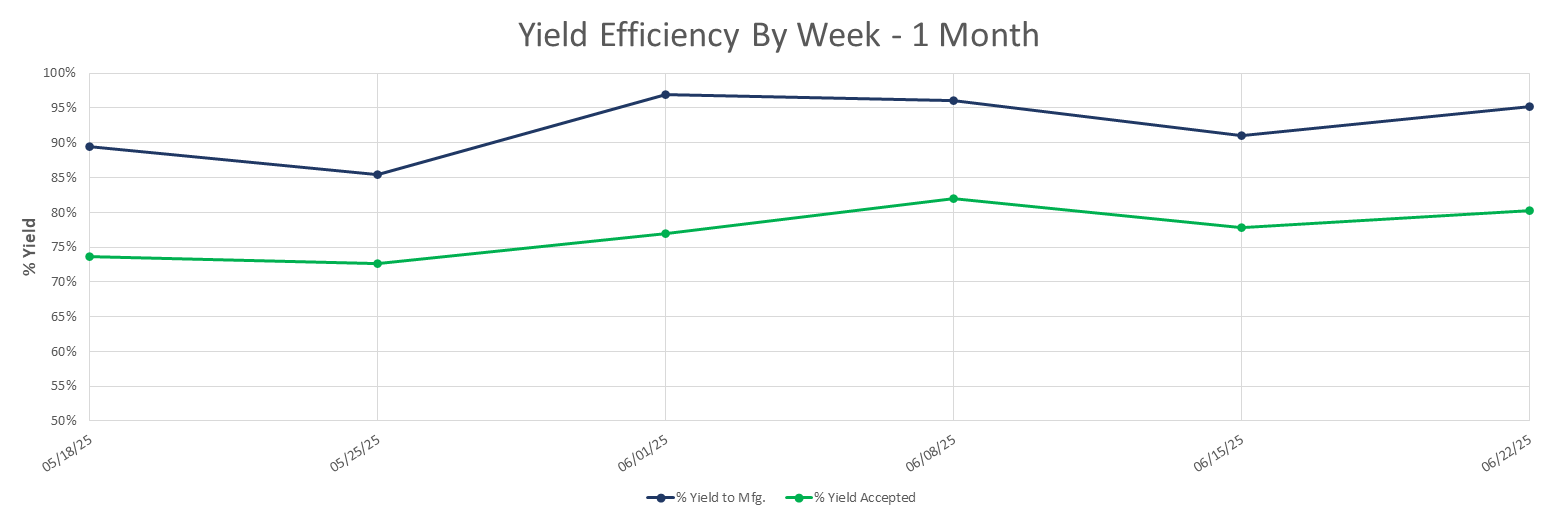 Yield Efficiency By Week - 1 Month
% Yield
100%
95%
90%
85%
80%
75%
70%
65%
60%
55%
50%
05/18/25 05/25/25 06/01/25 06/08/25 06/15/25 06/22/25
% Yield to Mfg. % Yield Accepted